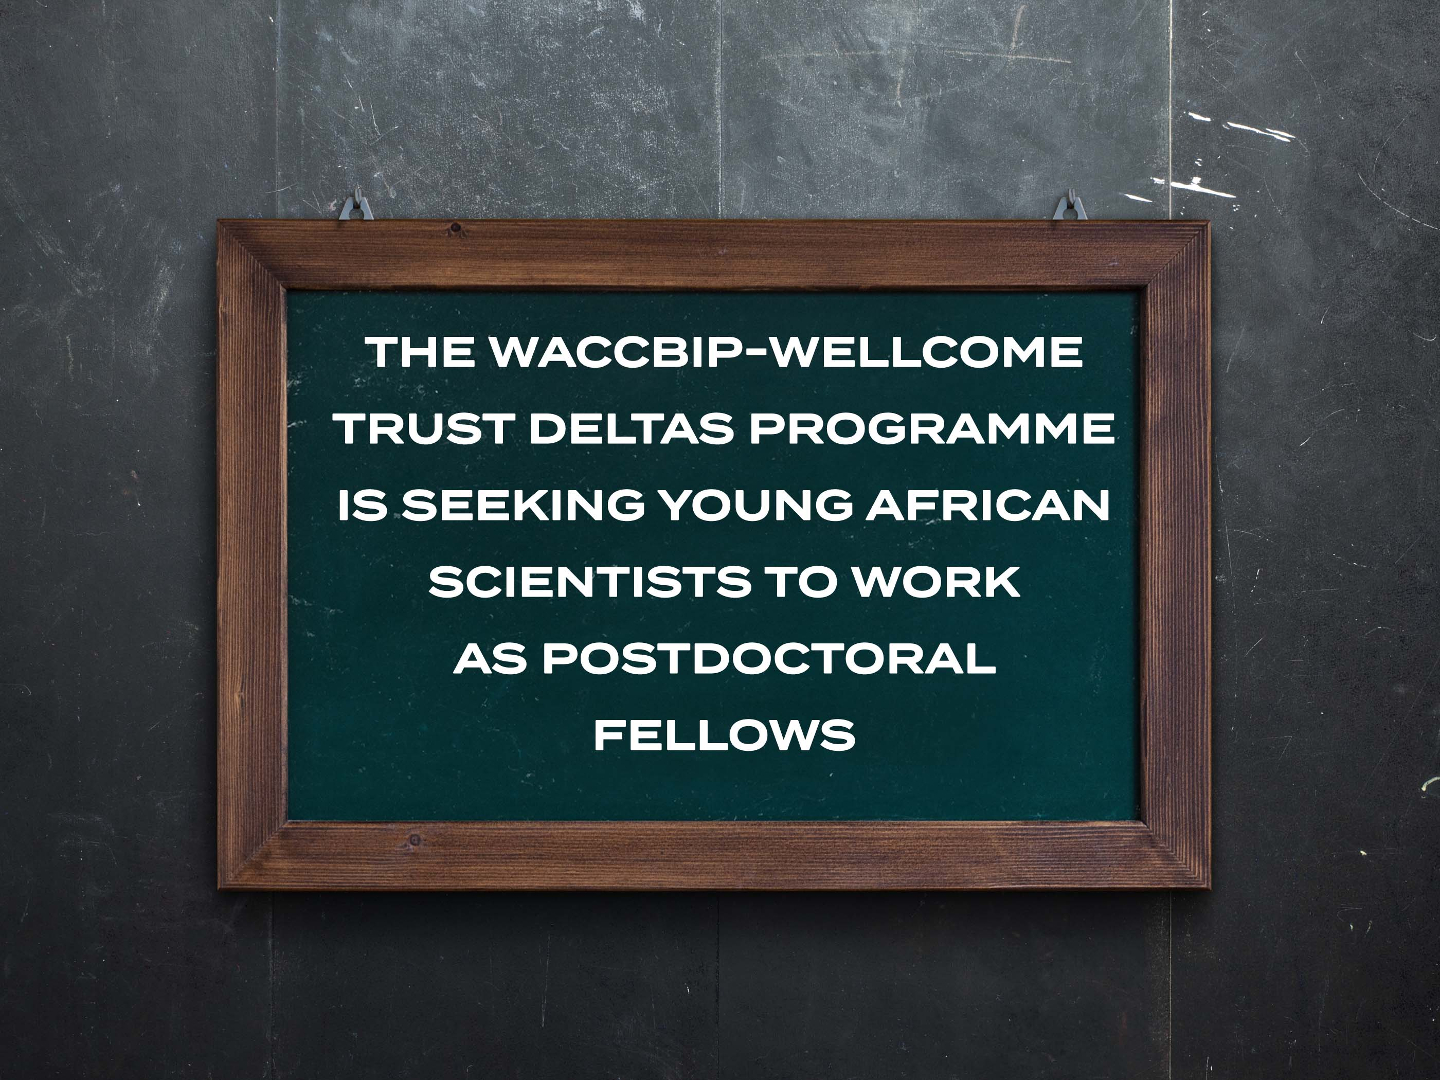 THE WACCBIP-WELLCOME
TRUST DELTAS PROGRAMME
IS SEEKING YOUNG AFRICAN
SCIENTISTS TO WORK
AS POSTDOCTORAL
FELLOWS